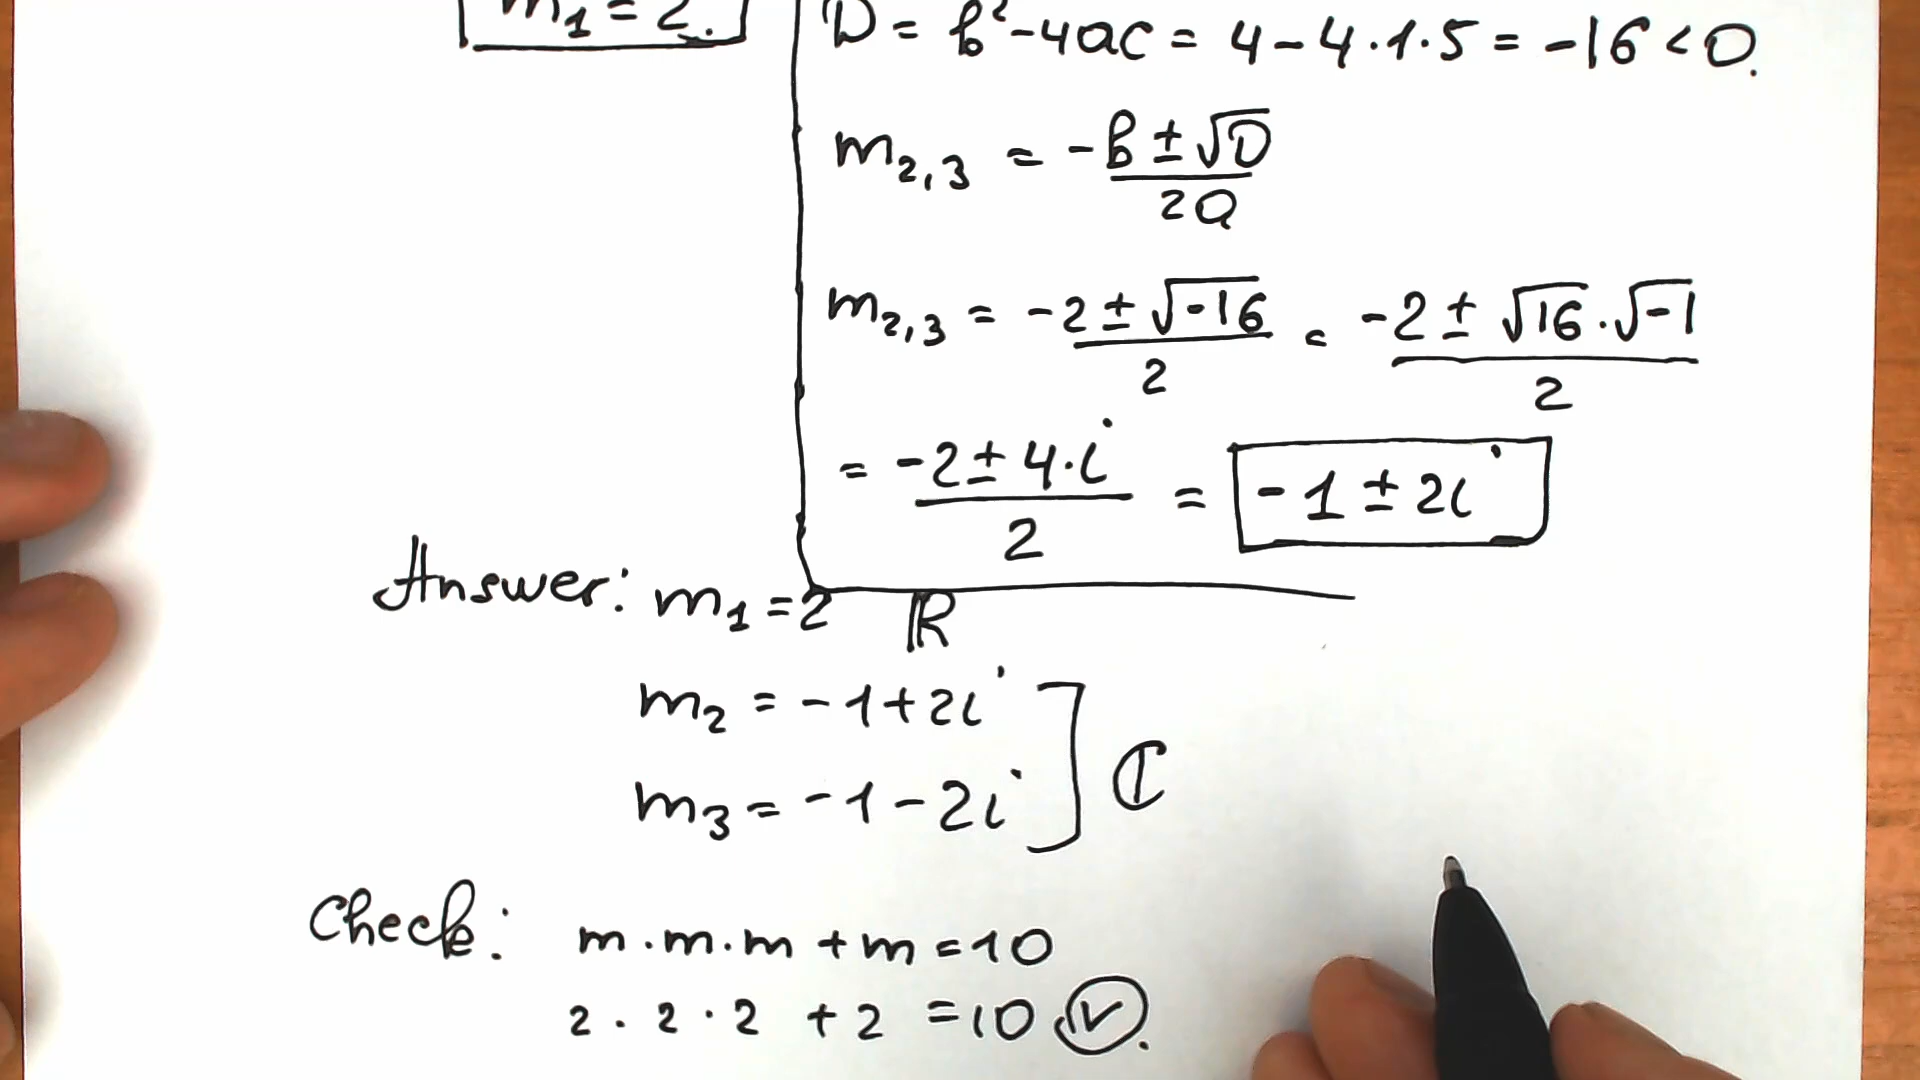 m₁ = 2.
D = b² - 4ac = 4 - 4·1·5 = -16 < 0.
m₂,₃ = (-b ± √D)/(2a)
m₂,₃ = (-2 ± √-16)/2 = (-2 ± √16·√-1)/2
= (-2 ± 4·i)/2 = -1 ± 2i
Answer: m₁ = 2 ℝ
m₂ = -1 + 2i
m₃ = -1 - 2i ] ℂ
Check: m·m·m + m = 10
2·2·2 + 2 = 10 ✓.